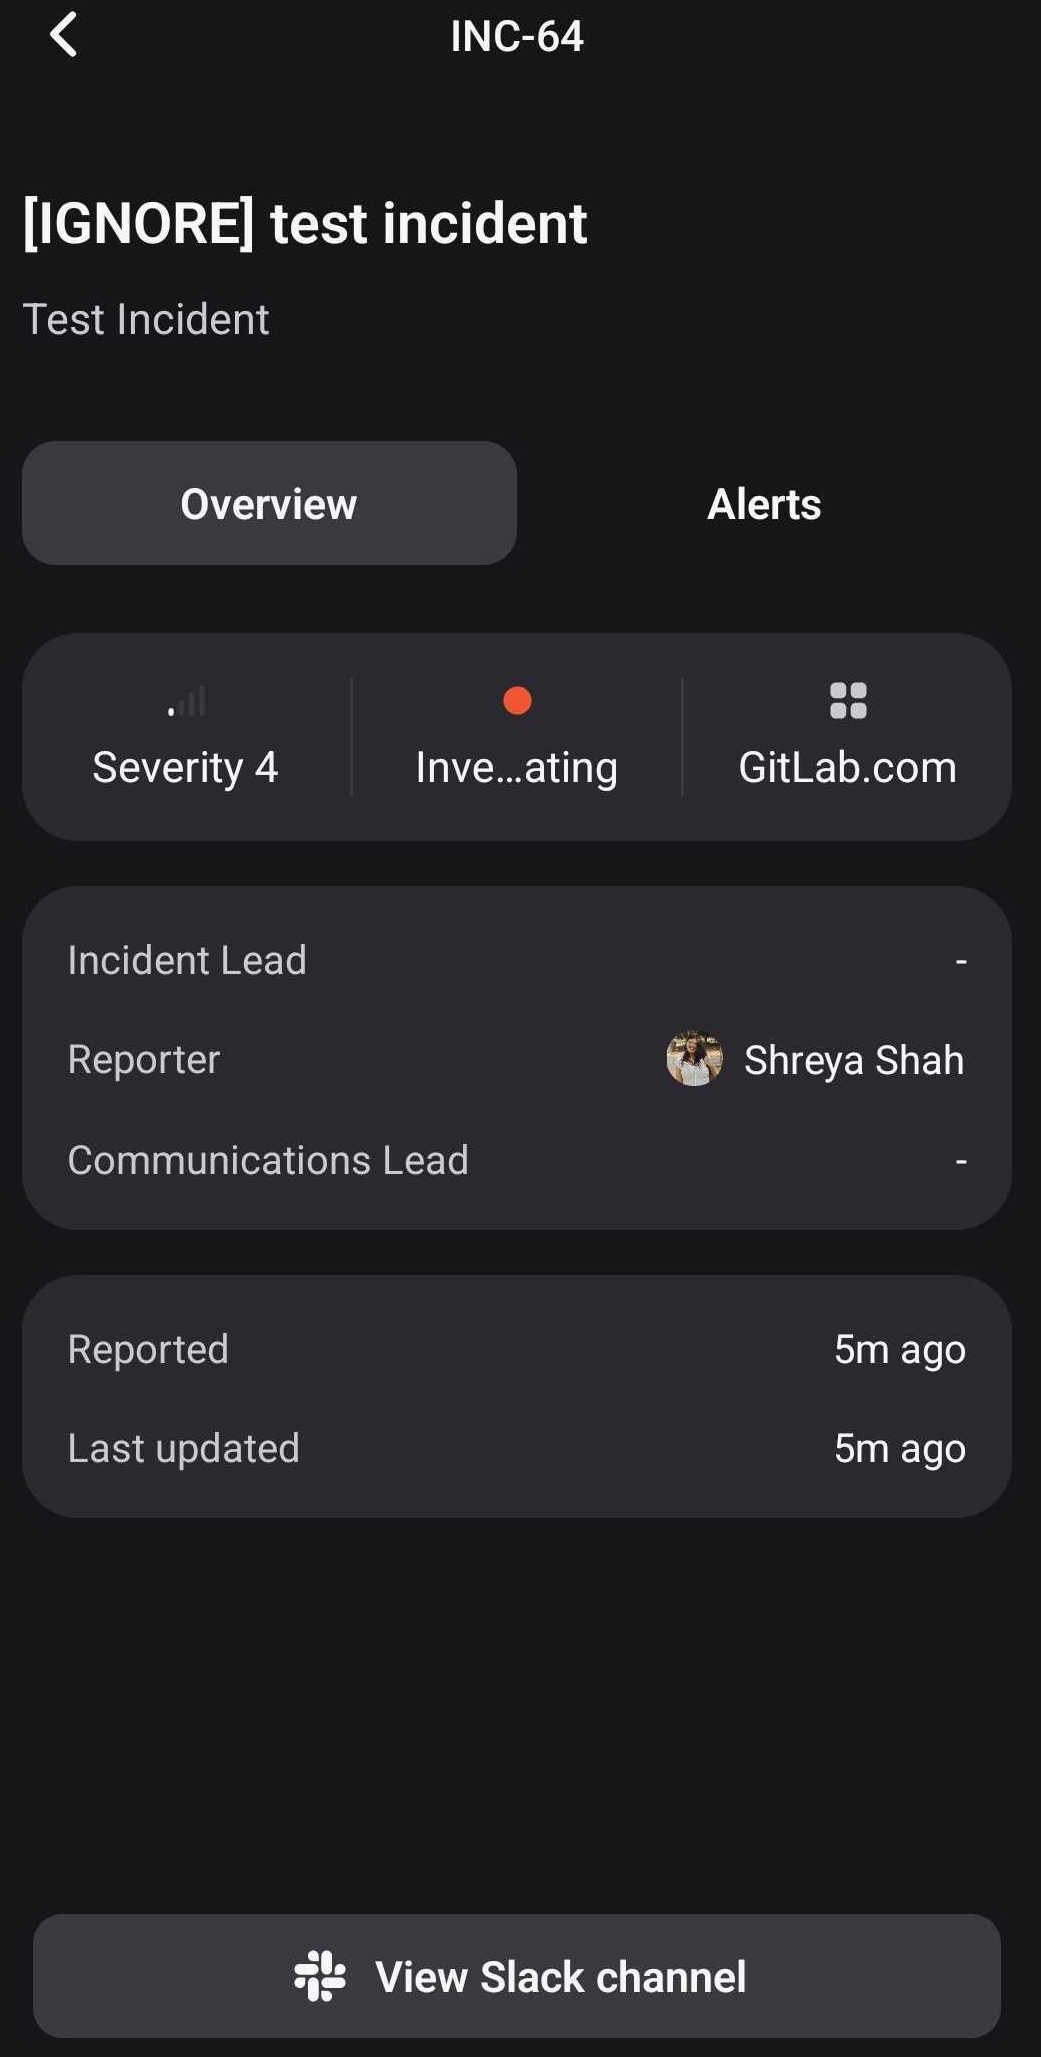 INC-64
[IGNORE] test incident
Test Incident
Overview
Alerts
Severity 4
Inve...ating
GitLab.com
Incident Lead -
Reporter Shreya Shah
Communications Lead -
Reported 5m ago
Last updated 5m ago
View Slack channel